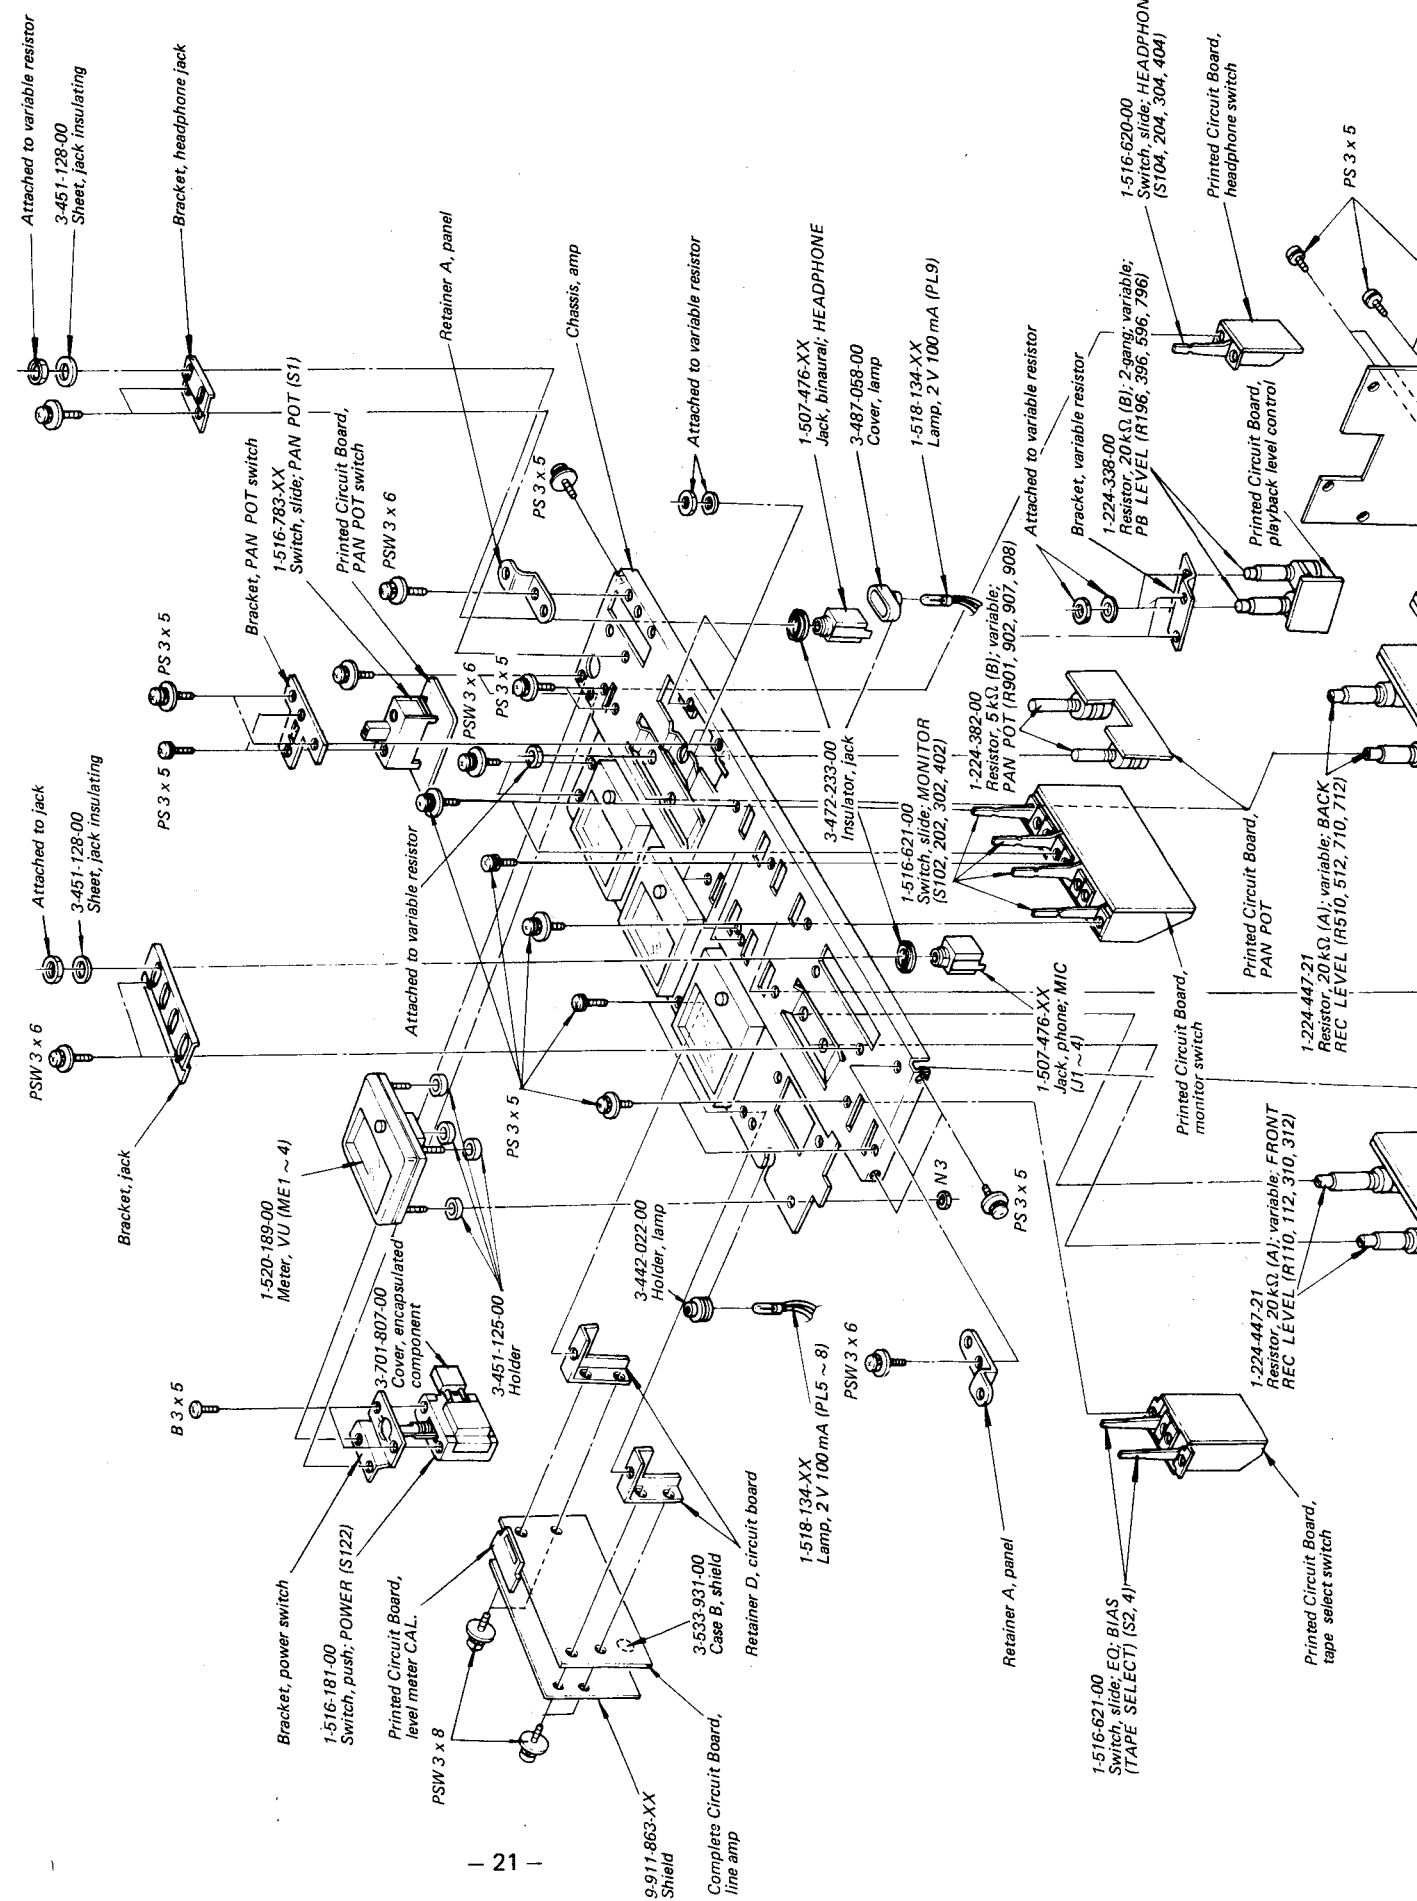 Attached to variable resistor
3-451-128-00
Sheet, jack insulating
Bracket, headphone jack
Retainer A, panel
Chassis, amp
Attached to variable resistor
1-507-476-XX
Jack, binaural; HEADPHONE
3-487-058-00
Cover, lamp
1-518-134-XX
Lamp, 2 V 100 mA (PL9)
Attached to variable resistor
Bracket, variable resistor
1-224-338-00
Resistor, 20 kΩ (B); 2-gang; variable;
PB LEVEL (R196, 396, 596, 796)
Printed Circuit Board,
playback level control
1-516-620-00
Switch, slide; HEADPHON
(S104, 204, 304, 404)
Printed Circuit Board,
headphone switch
PS 3 x 5
Bracket, PAN POT switch
1-516-783-XX
Switch, slide; PAN POT (S1)
Printed Circuit Board,
PAN POT switch
PSW 3 x 6
PS 3 x 5
PS 3 x 5
PS 3 x 5
PSW 3 x 6
PS 3 x 5
Attached to jack
3-451-128-00
Sheet, jack insulating
PSW 3 x 6
Bracket, jack
Attached to variable resistor
PS 3 x 5
3-472-233-00
Insulator, jack
1-516-621-00
Switch, slide; MONITOR
(S102, 202, 302, 402)
1-224-382-00
Resistor, 5 kΩ (B); variable;
PAN POT (R901, 902, 907, 908)
1-507-476-XX
Jack, phone; MIC
(J1 ~ 4)
Printed Circuit Board,
monitor switch
Printed Circuit Board,
PAN POT
1-224-447-21
Resistor, 20 kΩ (A); variable; BACK
REC LEVEL (R510, 512, 710, 712)
1-520-189-00
Meter, VU (ME1 ~ 4)
3-701-807-00
Cover, encapsulated
component
3-451-125-00
Holder
B 3 x 5
3-442-022-00
Holder, lamp
N 3
PS 3 x 5
1-224-447-21
Resistor, 20 kΩ (A); variable; FRONT
REC LEVEL (R110, 112, 310, 312)
Bracket, power switch
1-516-181-00
Switch, push; POWER (S122)
Printed Circuit Board,
level meter CAL.
PSW 3 x 8
1-518-134-XX
Lamp, 2 V 100 mA (PL5 ~ 8)
PSW 3 x 6
3-533-931-00
Case B, shield
Retainer D, circuit board
Retainer A, panel
9-911-863-XX
Shield
Complete Circuit Board,
line amp
1-516-621-00
Switch, slide; EQ; BIAS
(TAPE SELECT) (S2, 4))
Printed Circuit Board,
tape select switch
— 21 —